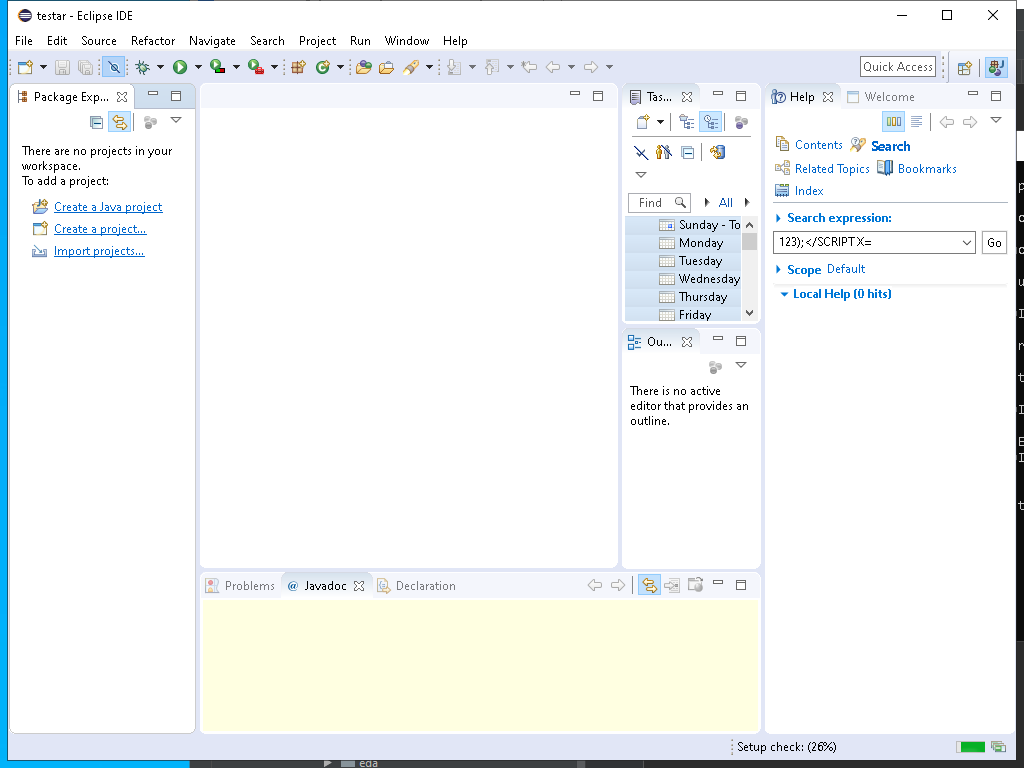 testar - Eclipse IDE
File Edit Source Refactor Navigate Search Project Run Window Help
Quick Access
Package Exp...
There are no projects in your
workspace.
To add a project:
Create a Java project
Create a project...
Import projects...
Tas...
Find
All
Sunday - To
Monday
Tuesday
Wednesday
Thursday
Friday
Ou...
There is no active
editor that provides an
outline.
Help Welcome
Contents Search
Related Topics Bookmarks
Index
Search expression:
123);</SCRIPT X=
Go
Scope Default
Local Help (0 hits)
Problems @ Javadoc Declaration
Setup check: (26%)
eda